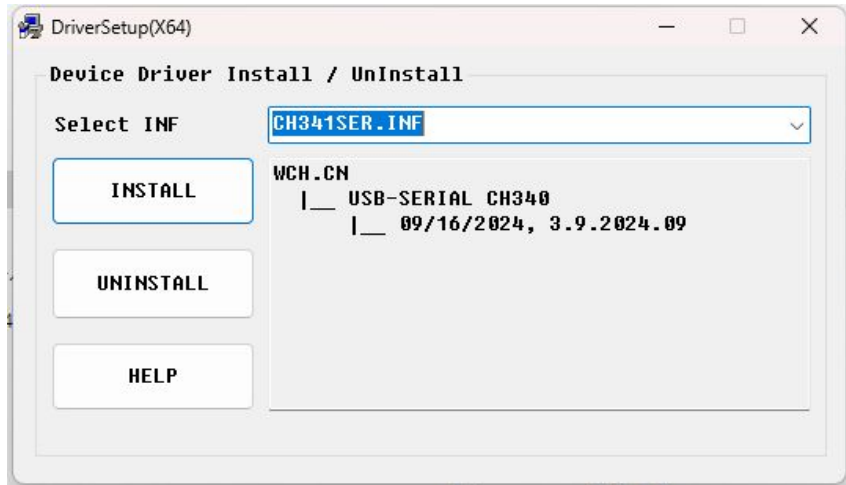 DriverSetup(X64)
Device Driver Install / UnInstall
Select INF
CH341SER.INF
INSTALL
WCH.CN
|__ USB-SERIAL CH340
|__ 09/16/2024, 3.9.2024.09
UNINSTALL
HELP